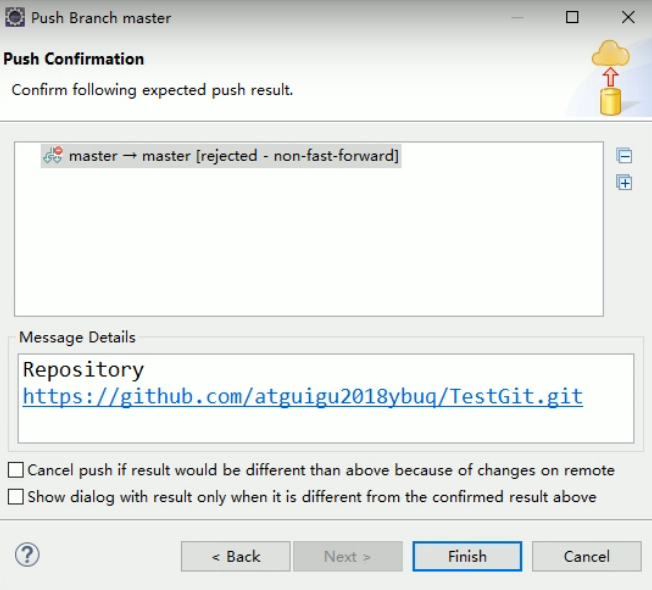 Push Branch master
Push Confirmation
Confirm following expected push result.
master → master [rejected - non-fast-forward]
Message Details
Repository
https://github.com/atguigu2018ybuq/TestGit.git
Cancel push if result would be different than above because of changes on remote
Show dialog with result only when it is different from the confirmed result above
?
< Back
Next >
Finish
Cancel